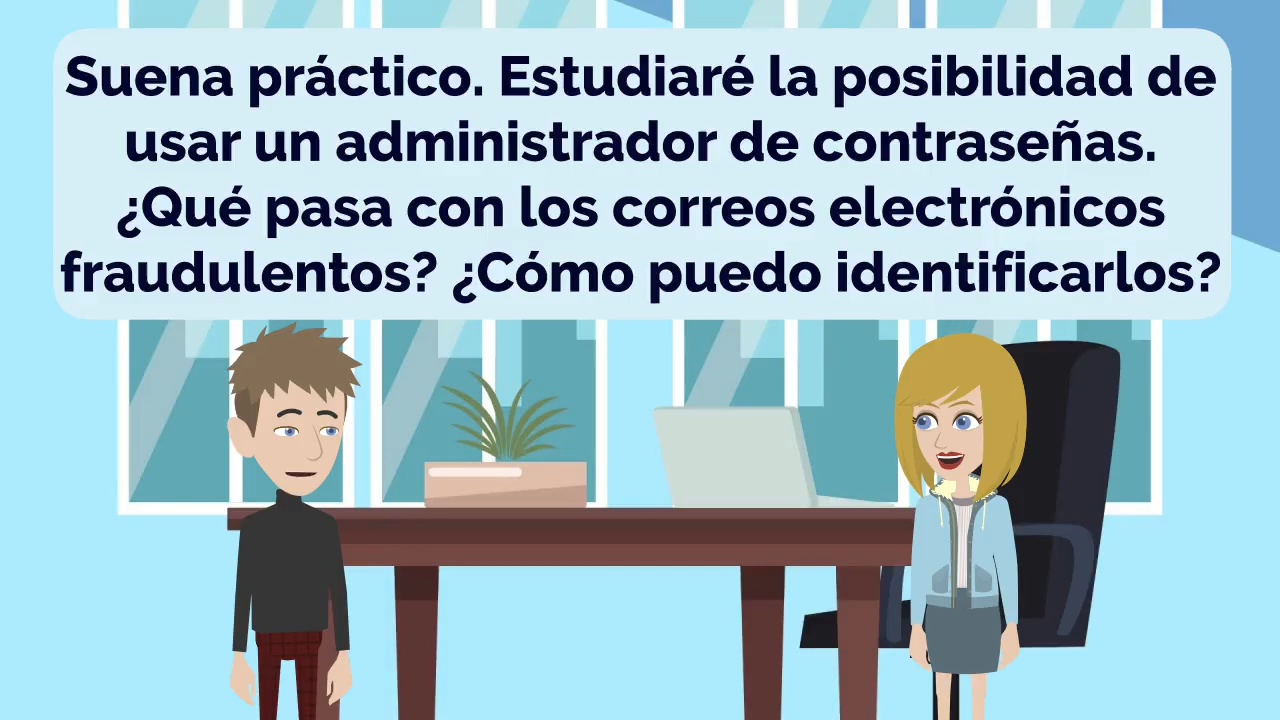 Suena práctico. Estudiaré la posibilidad de
usar un administrador de contraseñas.
¿Qué pasa con los correos electrónicos
fraudulentos? ¿Cómo puedo identificarlos?